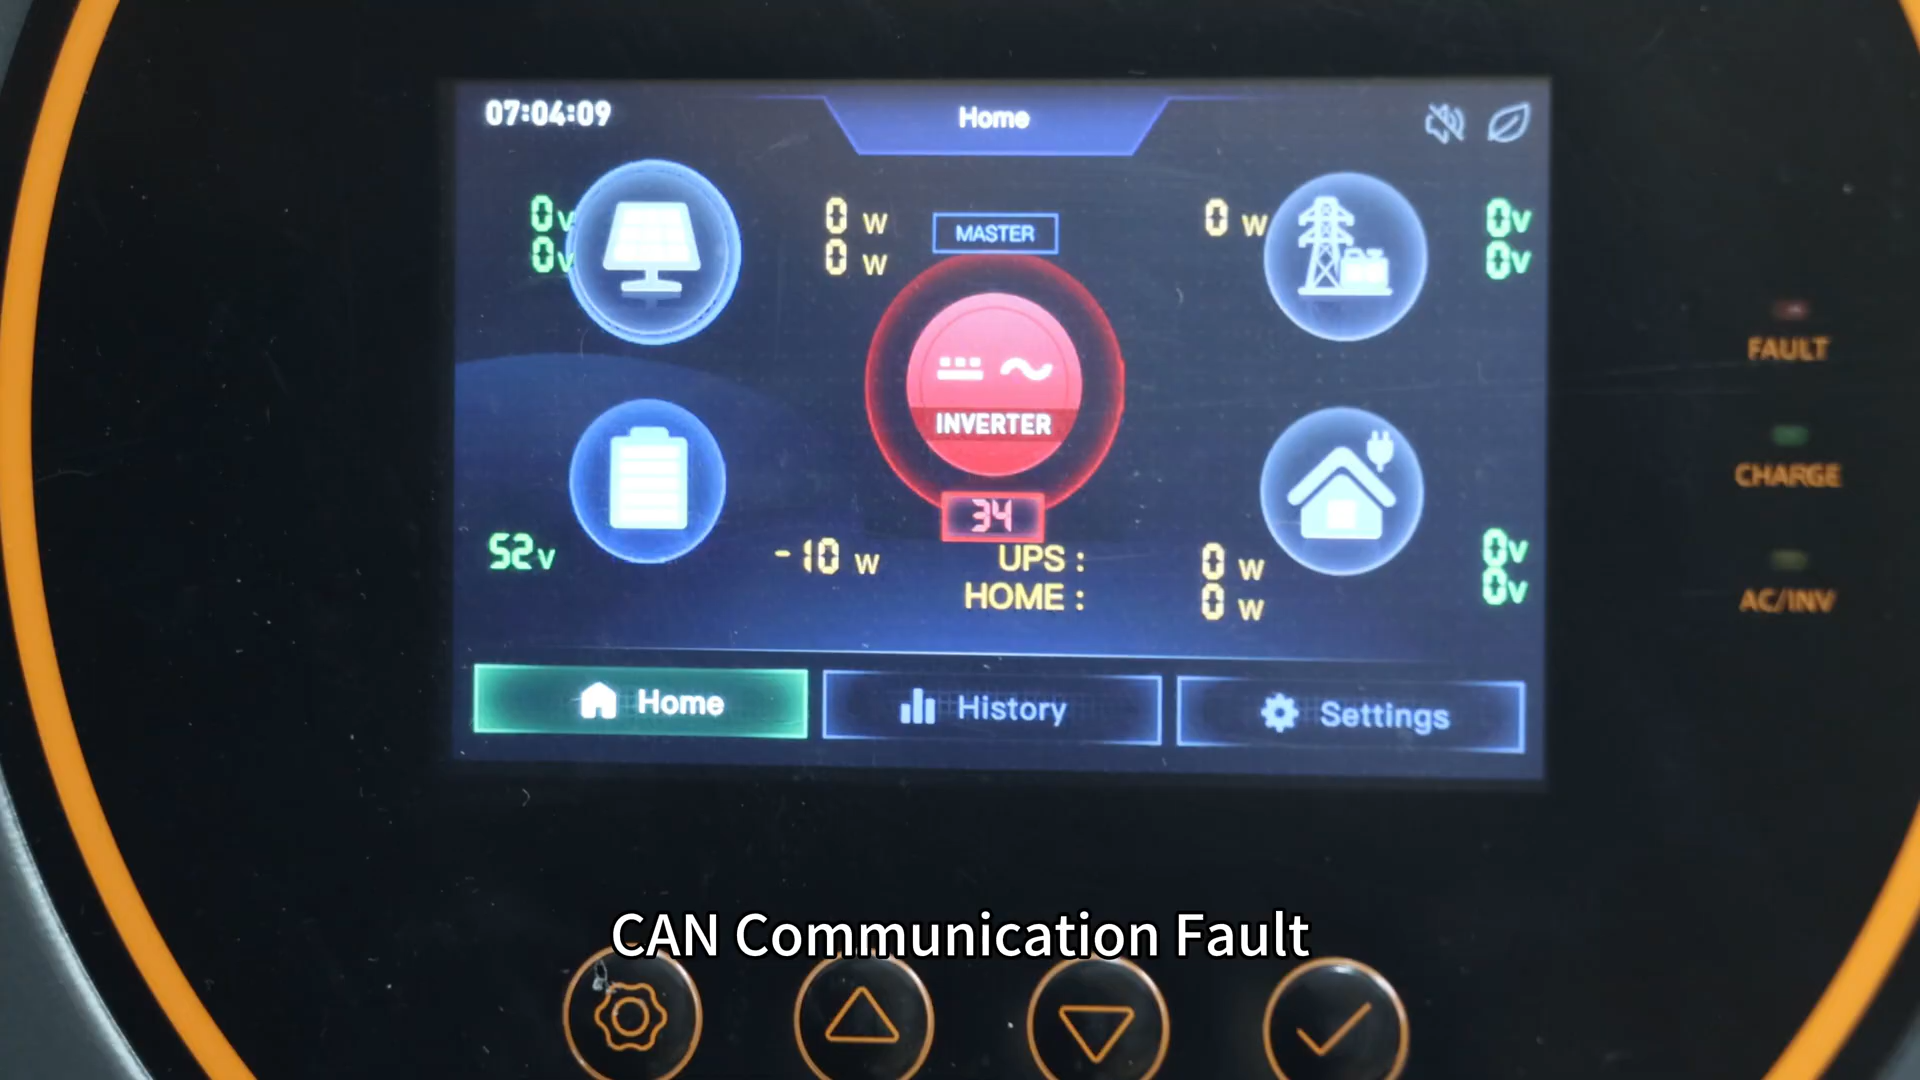 07:04:09
Home
0V
0V
0 W
0 W
MASTER
0 W
0V
0V
INVERTER
34
52V
-10 W
UPS :
HOME :
0 W
0 W
0V
0V
Home
History
Settings
FAULT
CHARGE
AC/INV
CAN Communication Fault